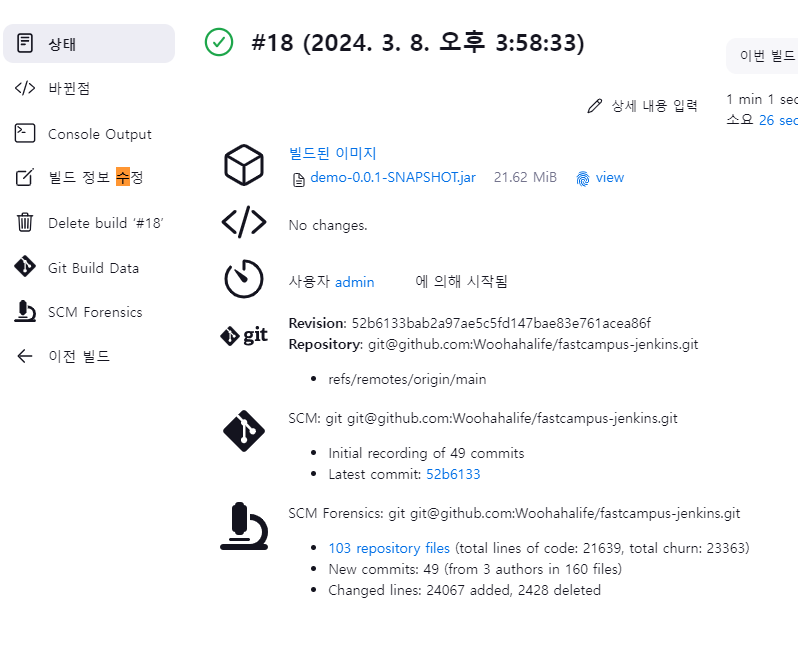 상태
바뀐점
Console Output
빌드 정보 수정
Delete build ‘#18’
Git Build Data
SCM Forensics
이전 빌드
#18 (2024. 3. 8. 오후 3:58:33)
이번 빌드
상세 내용 입력
1 min 1 sec
소요 26 sec
빌드된 이미지
demo-0.0.1-SNAPSHOT.jar 21.62 MiB view
No changes.
사용자 admin 에 의해 시작됨
git
Revision: 52b6133bab2a97ae5c5fd147bae83e761acea86f
Repository: git@github.com:Woohahalife/fastcampus-jenkins.git
• refs/remotes/origin/main
SCM: git git@github.com:Woohahalife/fastcampus-jenkins.git
• Initial recording of 49 commits
• Latest commit: 52b6133
SCM Forensics: git git@github.com:Woohahalife/fastcampus-jenkins.git
• 103 repository files (total lines of code: 21639, total churn: 23363)
• New commits: 49 (from 3 authors in 160 files)
• Changed lines: 24067 added, 2428 deleted